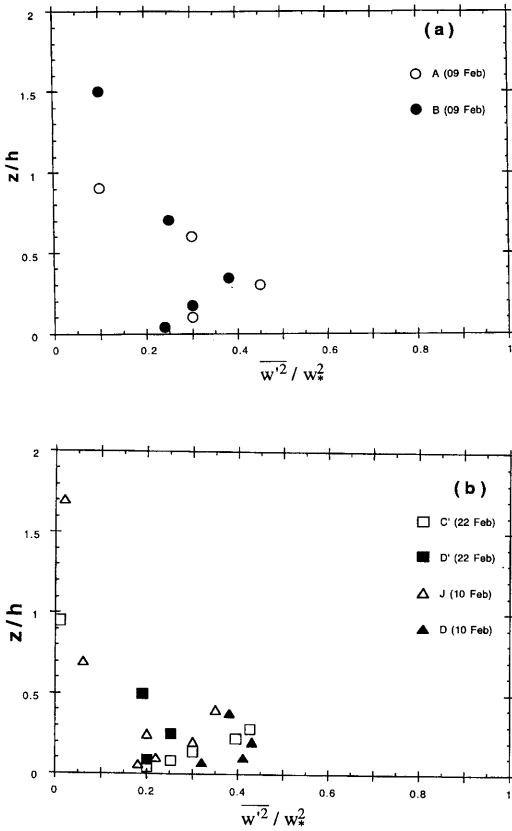 (a)
A (09 Feb)
B (09 Feb)
2
1.5
1
0.5
0
z/h
0 0.2 0.4 0.6 0.8 1
w'² / w*²
(b)
C' (22 Feb)
D' (22 Feb)
J (10 Feb)
D (10 Feb)
2
1.5
1
0.5
0
z/h
0 0.2 0.4 0.6 0.8 1
w'² / w*²